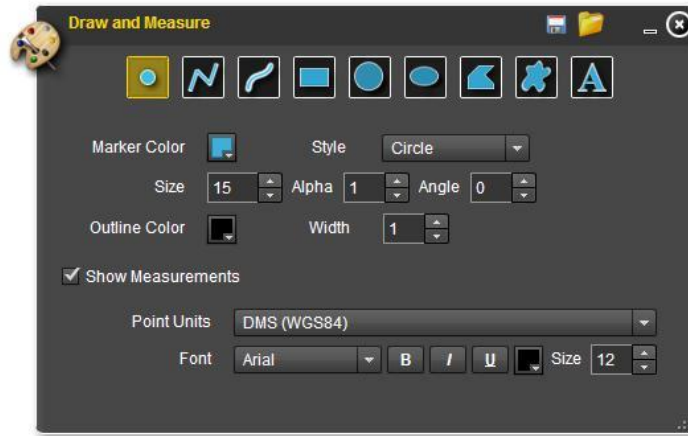 Draw and Measure
A
Marker Color Style Circle
Size 15 Alpha 1 Angle 0
Outline Color Width 1
Show Measurements
Point Units DMS (WGS84)
Font Arial B I U Size 12